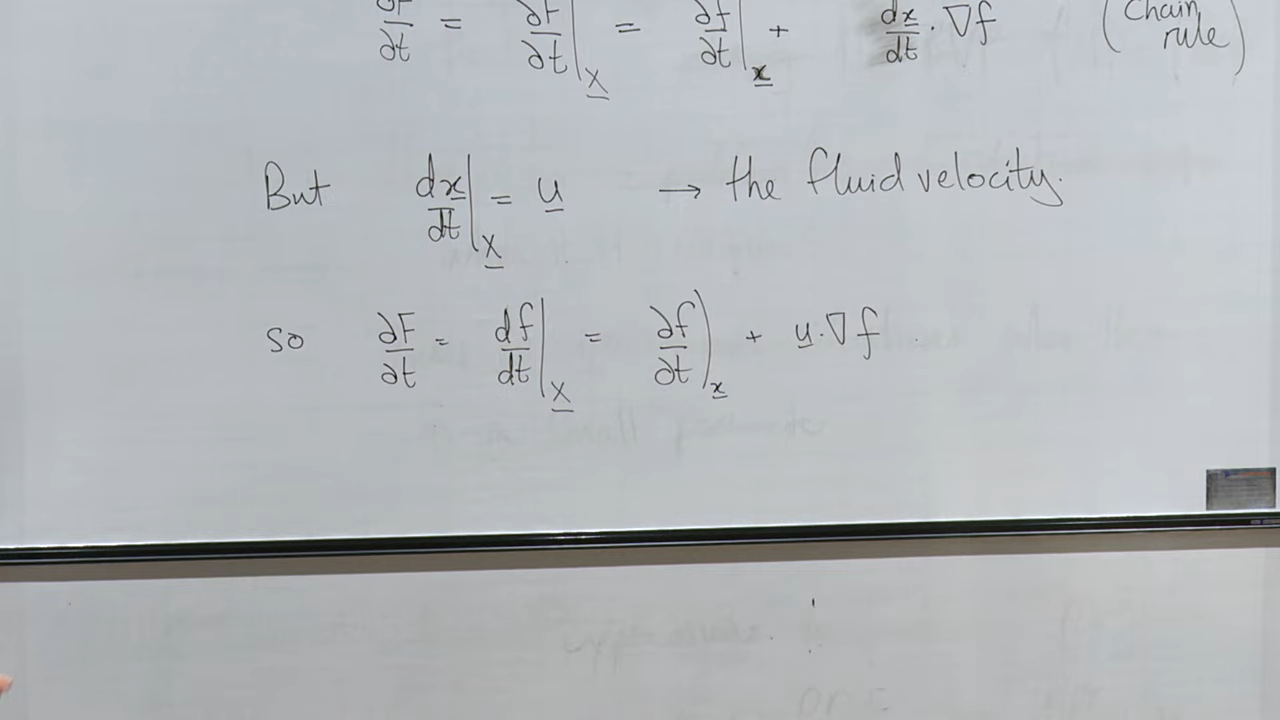 ∂F/∂t = ∂F/∂t|_X = ∂f/∂t|_x + dx/dt · ∇f (Chain rule)
But dx/dt|_X = u → the fluid velocity.
so ∂F/∂t = df/dt|_X = ∂f/∂t)_x + u·∇f